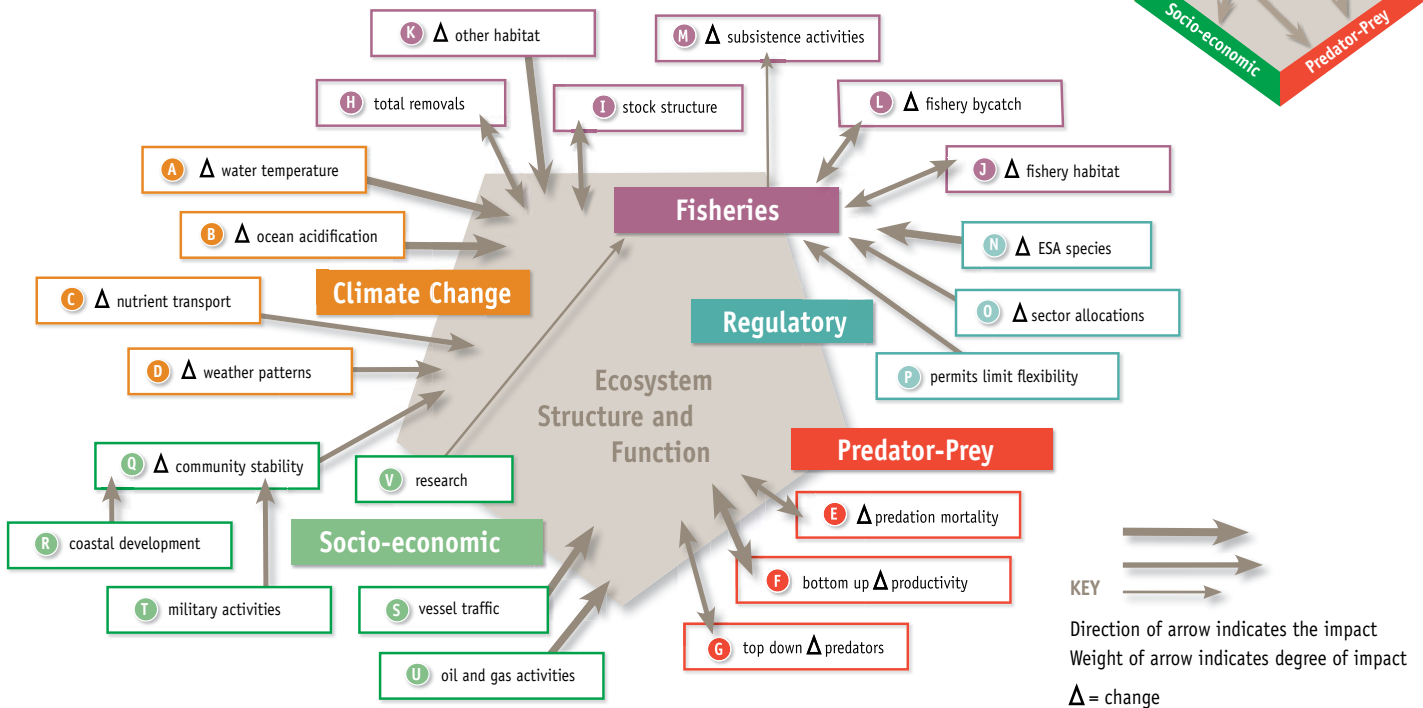 K Δ other habitat
M Δ subsistence activities
Socio-economic
Predator-Prey
H total removals
I stock structure
L Δ fishery bycatch
A Δ water temperature
J Δ fishery habitat
Fisheries
B Δ ocean acidification
N Δ ESA species
Climate Change
C Δ nutrient transport
O Δ sector allocations
Regulatory
D Δ weather patterns
P permits limit flexibility
Ecosystem
Structure and
Function
Predator-Prey
Q Δ community stability
V research
E Δ predation mortality
R coastal development
Socio-economic
F bottom up Δ productivity
KEY
T military activities
S vessel traffic
Direction of arrow indicates the impact
G top down Δ predators
Weight of arrow indicates degree of impact
U oil and gas activities
Δ = change